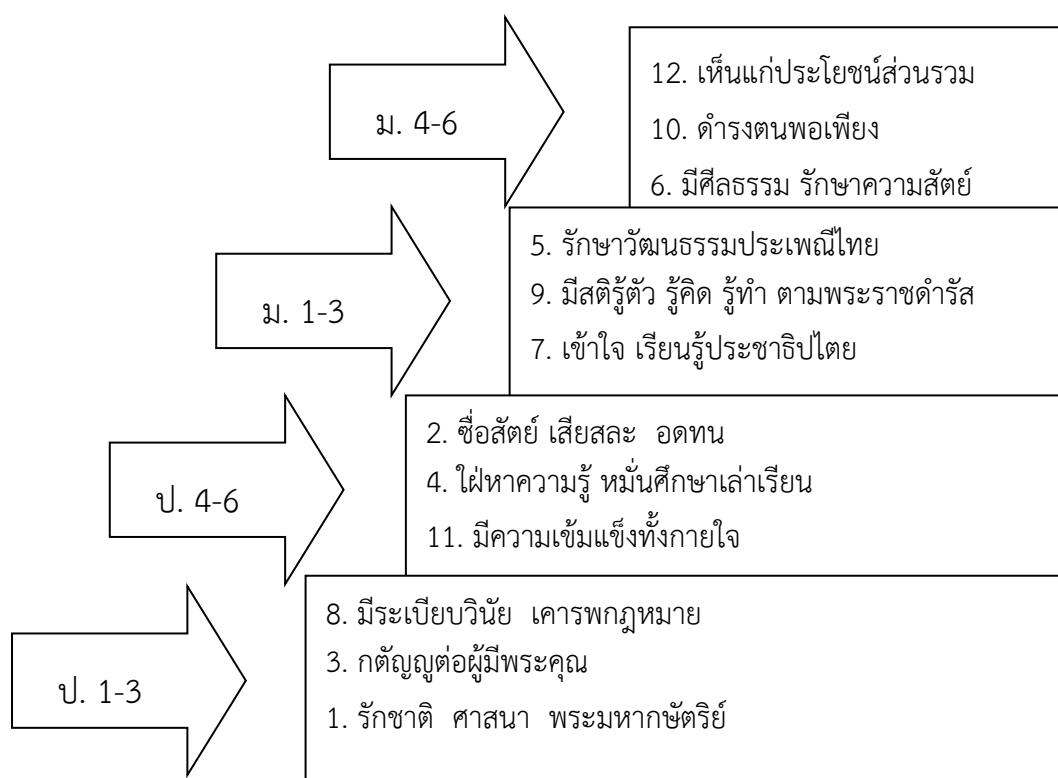 ม. 4-6
12. เห็นแก่ประโยชน์ส่วนรวม
10. ดำรงตนพอเพียง
6. มีศีลธรรม รักษาความสัตย์
ม. 1-3
5. รักษาวัฒนธรรมประเพณีไทย
9. มีสติรู้ตัว รู้คิด รู้ทำ ตามพระราชดำรัส
7. เข้าใจ เรียนรู้ประชาธิปไตย
ป. 4-6
2. ซื่อสัตย์ เสียสละ อดทน
4. ใฝ่หาความรู้ หมั่นศึกษาเล่าเรียน
11. มีความเข้มแข็งทั้งกายใจ
ป. 1-3
8. มีระเบียบวินัย เคารพกฎหมาย
3. กตัญญูต่อผู้มีพระคุณ
1. รักชาติ ศาสนา พระมหากษัตริย์